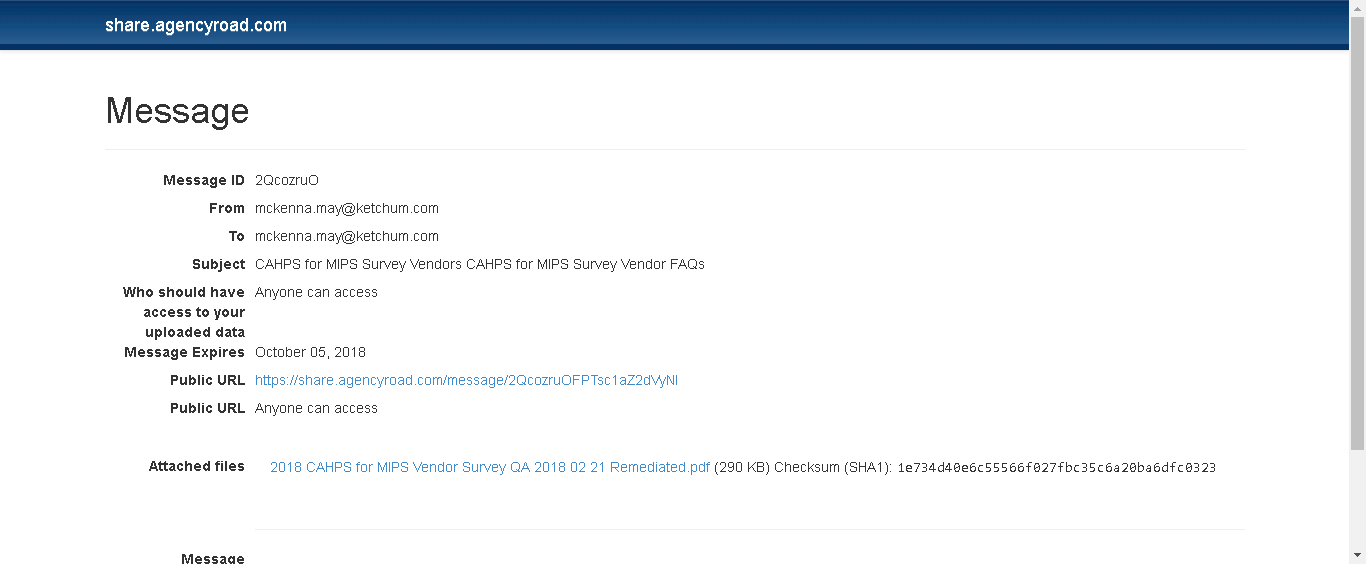 share.agencyroad.com
Message
Message ID 2QcozruO
From mckenna.may@ketchum.com
To mckenna.may@ketchum.com
Subject CAHPS for MIPS Survey Vendors CAHPS for MIPS Survey Vendor FAQs
Who should have Anyone can access
access to your
uploaded data
Message Expires October 05, 2018
Public URL https://share.agencyroad.com/message/2QcozruOFPTsc1aZ2dVyNI
Public URL Anyone can access
Attached files 2018 CAHPS for MIPS Vendor Survey QA 2018 02 21 Remediated.pdf (290 KB) Checksum (SHA1): 1e734d40e6c55566f027fbc35c6a20ba6dfc0323
Message